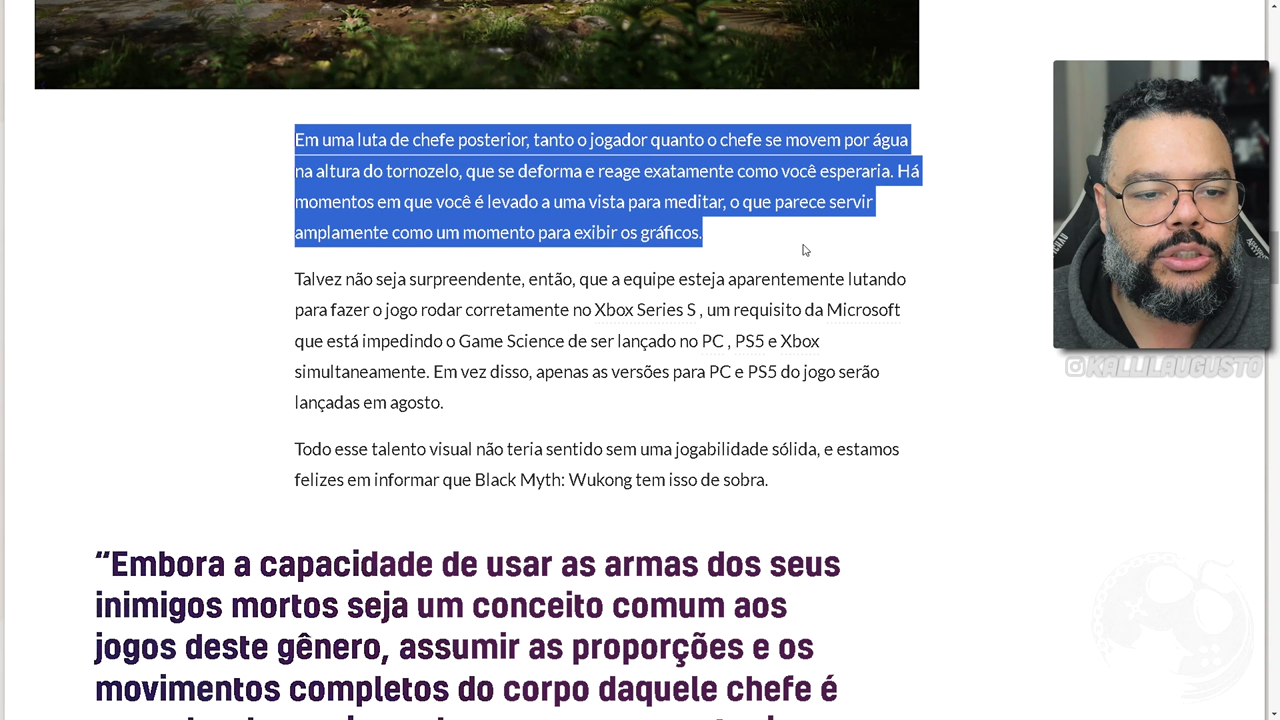 Em uma luta de chefe posterior, tanto o jogador quanto o chefe se movem por água
na altura do tornozelo, que se deforma e reage exatamente como você esperaria. Há
momentos em que você é levado a uma vista para meditar, o que parece servir
amplamente como um momento para exibir os gráficos.
Talvez não seja surpreendente, então, que a equipe esteja aparentemente lutando
para fazer o jogo rodar corretamente no Xbox Series S , um requisito da Microsoft
que está impedindo o Game Science de ser lançado no PC , PS5 e Xbox
simultaneamente. Em vez disso, apenas as versões para PC e PS5 do jogo serão
lançadas em agosto.
Todo esse talento visual não teria sentido sem uma jogabilidade sólida, e estamos
felizes em informar que Black Myth: Wukong tem isso de sobra.
“Embora a capacidade de usar as armas dos seus
inimigos mortos seja um conceito comum aos
jogos deste gênero, assumir as proporções e os
movimentos completos do corpo daquele chefe é
@KALLILAUGUSTO